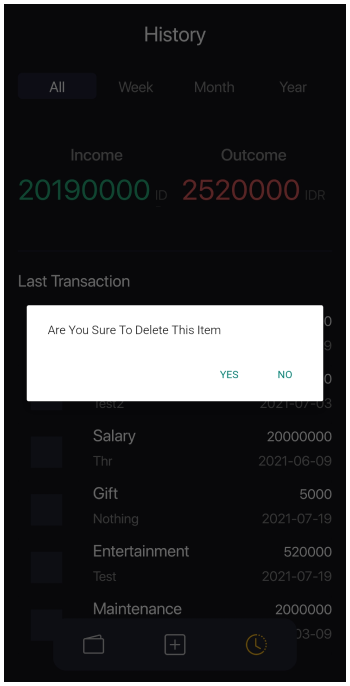 History
All Week Month Year
Income Outcome
20190000 ID 2520000 IDR
Last Transaction
Are You Sure To Delete This Item
YES NO
Test2 2021-07-03
Salary 20000000
Thr 2021-06-09
Gift 5000
Nothing 2021-07-19
Entertainment 520000
Test 2021-07-19
Maintenance 2000000
03-09